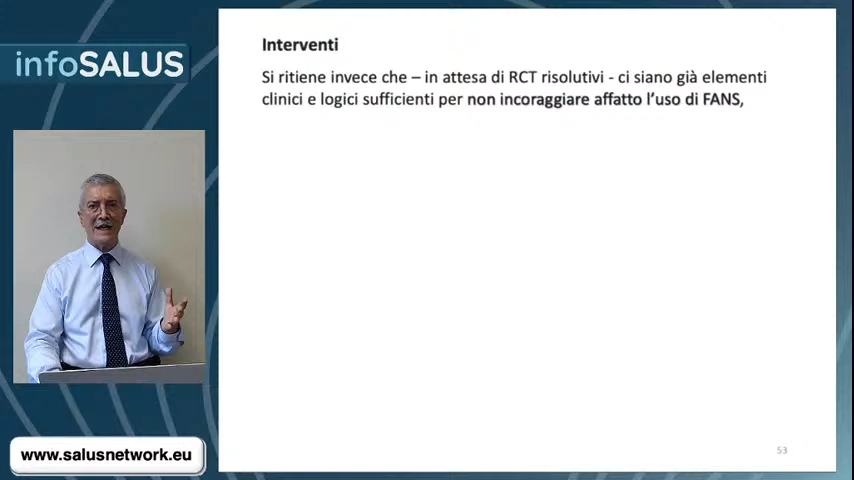 infoSALUS
Interventi
Si ritiene invece che – in attesa di RCT risolutivi - ci siano già elementi
clinici e logici sufficienti per non incoraggiare affatto l'uso di FANS,
www.salusnetwork.eu
53